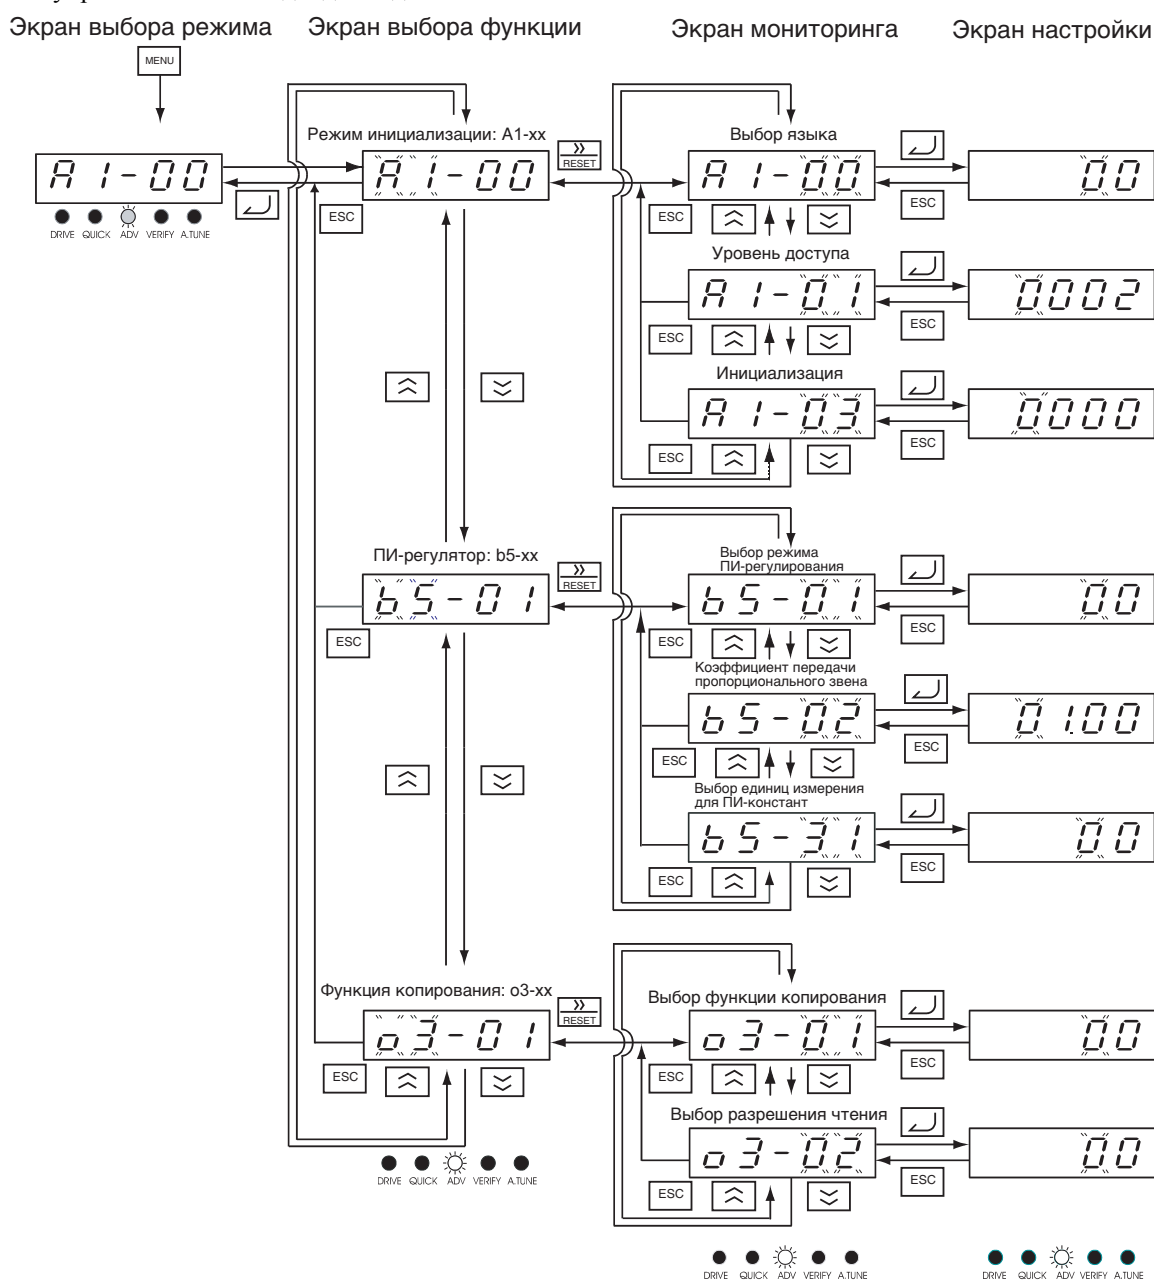 Экран выбора режима Экран выбора функции Экран мониторинга Экран настройки
MENU
Режим инициализации: A1-xx
RESET
Выбор языка
A1-00
A1-00
A1-00
00
ESC
ESC
ESC
DRIVE QUICK ADV VERIFY A.TUNE
Уровень доступа
A1-01
0002
ESC
ESC
Инициализация
A1-03
0000
ESC
ESC
ПИ-регулятор: b5-xx
RESET
Выбор режима
ПИ-регулирования
b5-01
b5-01
00
ESC
ESC
ESC
Коэффициент передачи
пропорционального звена
b5-02
01.00
ESC
ESC
Выбор единиц измерения
для ПИ-констант
b5-31
00
ESC
ESC
Функция копирования: o3-xx
RESET
Выбор функции копирования
o3-01
o3-01
00
ESC
ESC
ESC
Выбор разрешения чтения
o3-02
00
ESC
ESC
DRIVE QUICK ADV VERIFY A.TUNE
DRIVE QUICK ADV VERIFY A.TUNE
DRIVE QUICK ADV VERIFY A.TUNE